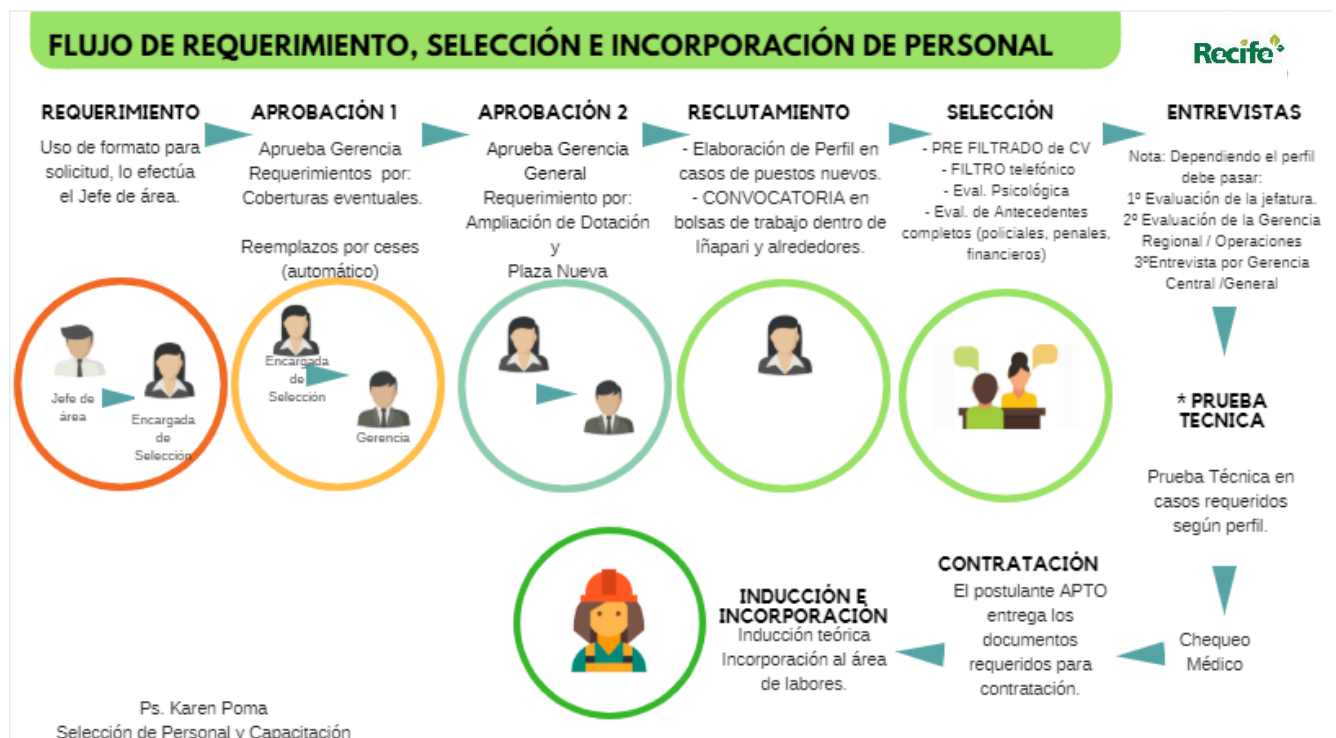 FLUJO DE REQUERIMIENTO, SELECCIÓN E INCORPORACIÓN DE PERSONAL
Recife
REQUERIMIENTO
Uso de formato para
solicitud, lo efectúa
el Jefe de área.
APROBACIÓN 1
Aprueba Gerencia
Requerimientos por:
Coberturas eventuales.
Reemplazos por ceses
(automático)
APROBACIÓN 2
Aprueba Gerencia
General
Requerimiento por:
Ampliación de Dotación
y
Plaza Nueva
RECLUTAMIENTO
- Elaboración de Perfil en
casos de puestos nuevos.
- CONVOCATORIA en
bolsas de trabajo dentro de
Iñapari y alrededores.
SELECCIÓN
- PRE FILTRADO de CV
- FILTRO telefónico
- Eval. Psicológica
- Eval. de Antecedentes
completos (policiales, penales,
financieros)
ENTREVISTAS
Nota: Dependiendo el perfil
debe pasar:
1º Evaluación de la jefatura.
2º Evaluación de la Gerencia
Regional / Operaciones
3ºEntrevista por Gerencia
Central /General
Jefe de
área
Encargada
de
Selección
Encargada
de
Selección
Gerencia
* PRUEBA
TECNICA
Prueba Técnica en
casos requeridos
según perfil.
Chequeo
Médico
CONTRATACIÓN
El postulante APTO
entrega los
documentos
requeridos para
contratación.
INDUCCIÓN E
INCORPORACIÓN
Inducción teórica
Incorporación al área
de labores.
Ps. Karen Poma
Selección de Personal y Capacitación